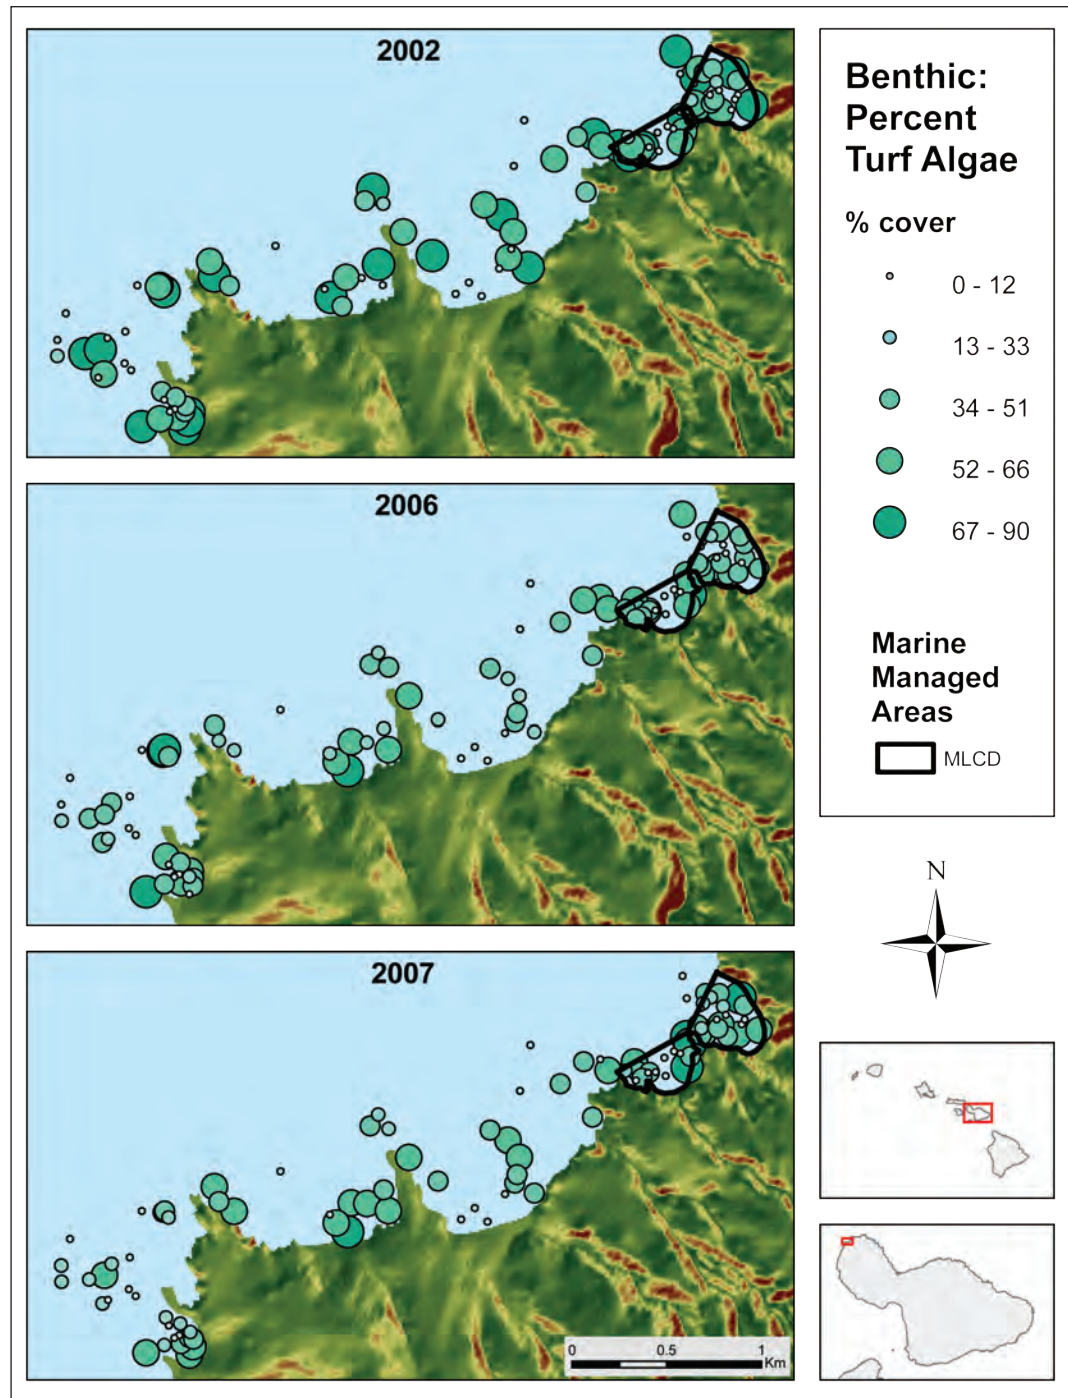 2002
2006
2007
0 0.5 1
Km
Benthic:
Percent
Turf Algae
% cover
0 - 12
13 - 33
34 - 51
52 - 66
67 - 90
Marine
Managed
Areas
MLCD
N